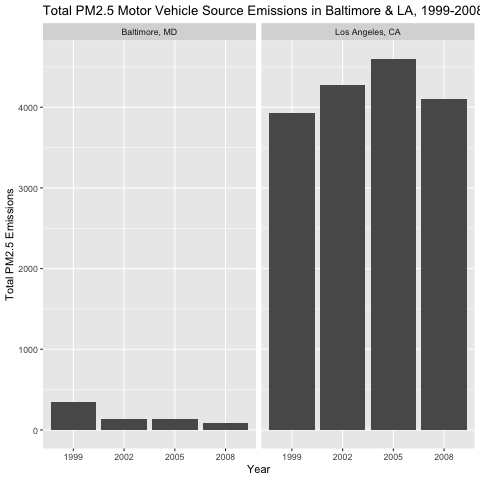 Total PM2.5 Motor Vehicle Source Emissions in Baltimore & LA, 1999-2008
Baltimore, MD
Los Angeles, CA
Total PM2.5 Emissions
4000
3000
2000
1000
0
1999 2002 2005 2008
1999 2002 2005 2008
Year